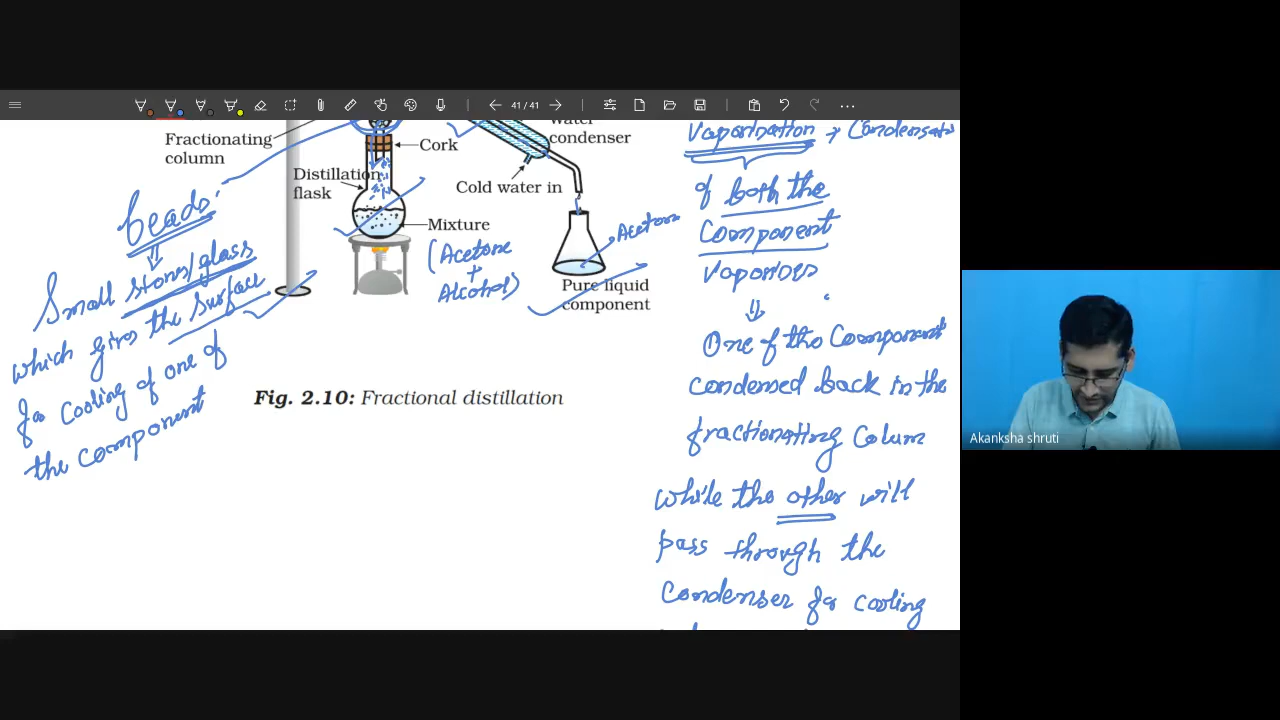 41/41
Fractionating
column
Cork
Water
condenser
Distillation
flask
Cold water in
Mixture
(Acetone
+
Alcohol)
Acetone
Pure liquid
component
Fig. 2.10: Fractional distillation
beads
⇓
Small stones/glass
which gives the surface
for cooling of one of
the component
Vaporisation + Condensation
of both the
component
vaporizes
⇓
One of the component
condensed back in the
fractionating Colum
while the other will
pass through the
Condenser for cooling
Akanksha shruti